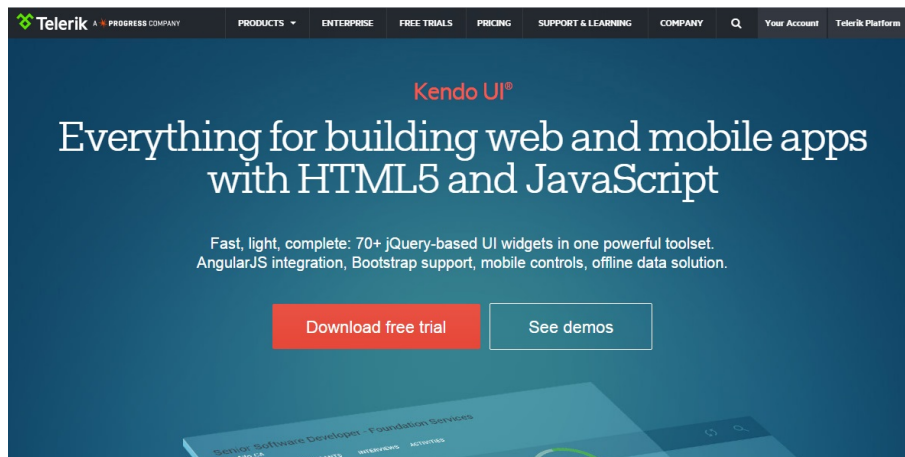 Telerik A PROGRESS COMPANY PRODUCTS ENTERPRISE FREE TRIALS PRICING SUPPORT & LEARNING COMPANY Your Account Telerik Platform
Kendo UI®
Everything for building web and mobile apps
with HTML5 and JavaScript
Fast, light, complete: 70+ jQuery-based UI widgets in one powerful toolset.
AngularJS integration, Bootstrap support, mobile controls, offline data solution.
Download free trial See demos
Senior Software Developer - Foundation Services
INTERVIEWS ACTIVITIES